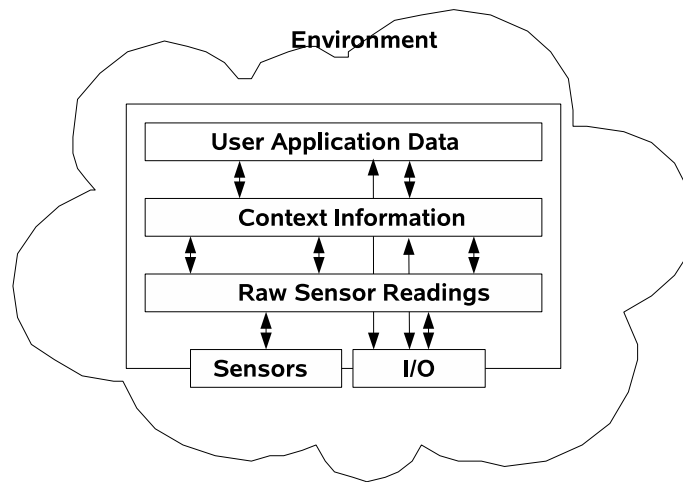 Environment
User Application Data
Context Information
Raw Sensor Readings
Sensors
I/O